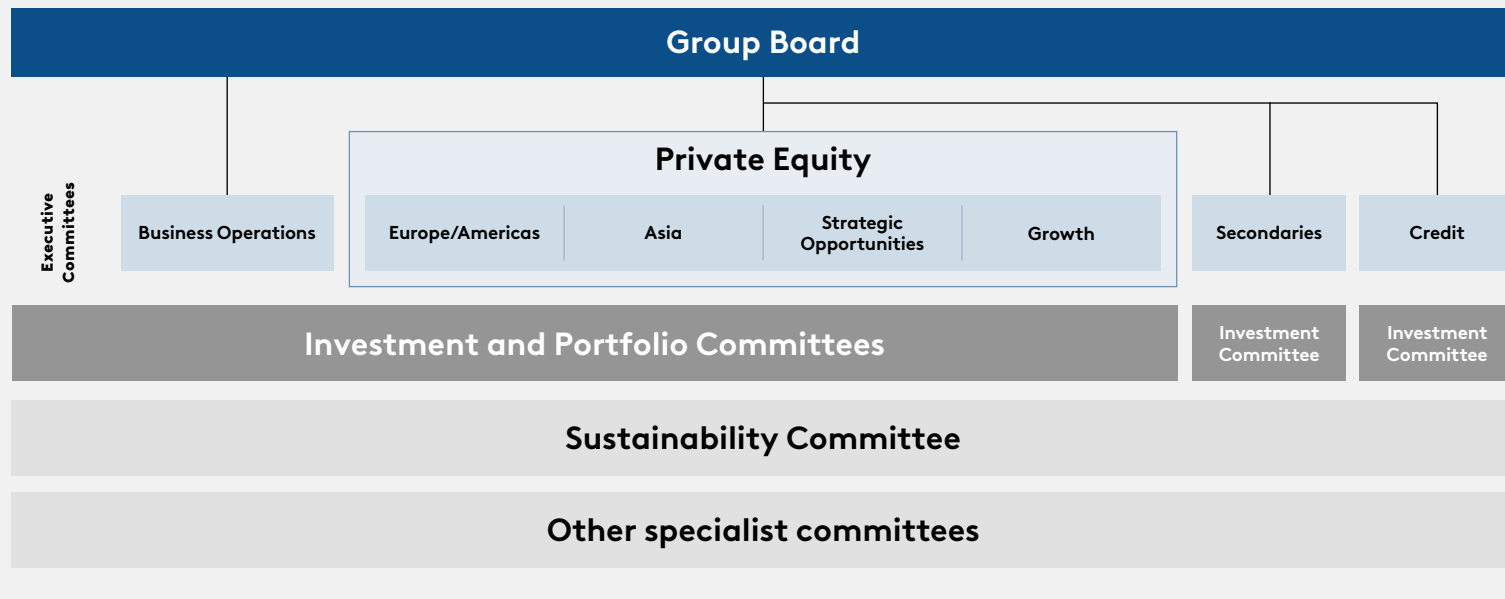 Group Board
Private Equity
Executive
Committees
Business Operations
Europe/Americas
Asia
Strategic
Opportunities
Growth
Secondaries
Credit
Investment and Portfolio Committees
Investment
Committee
Investment
Committee
Sustainability Committee
Other specialist committees